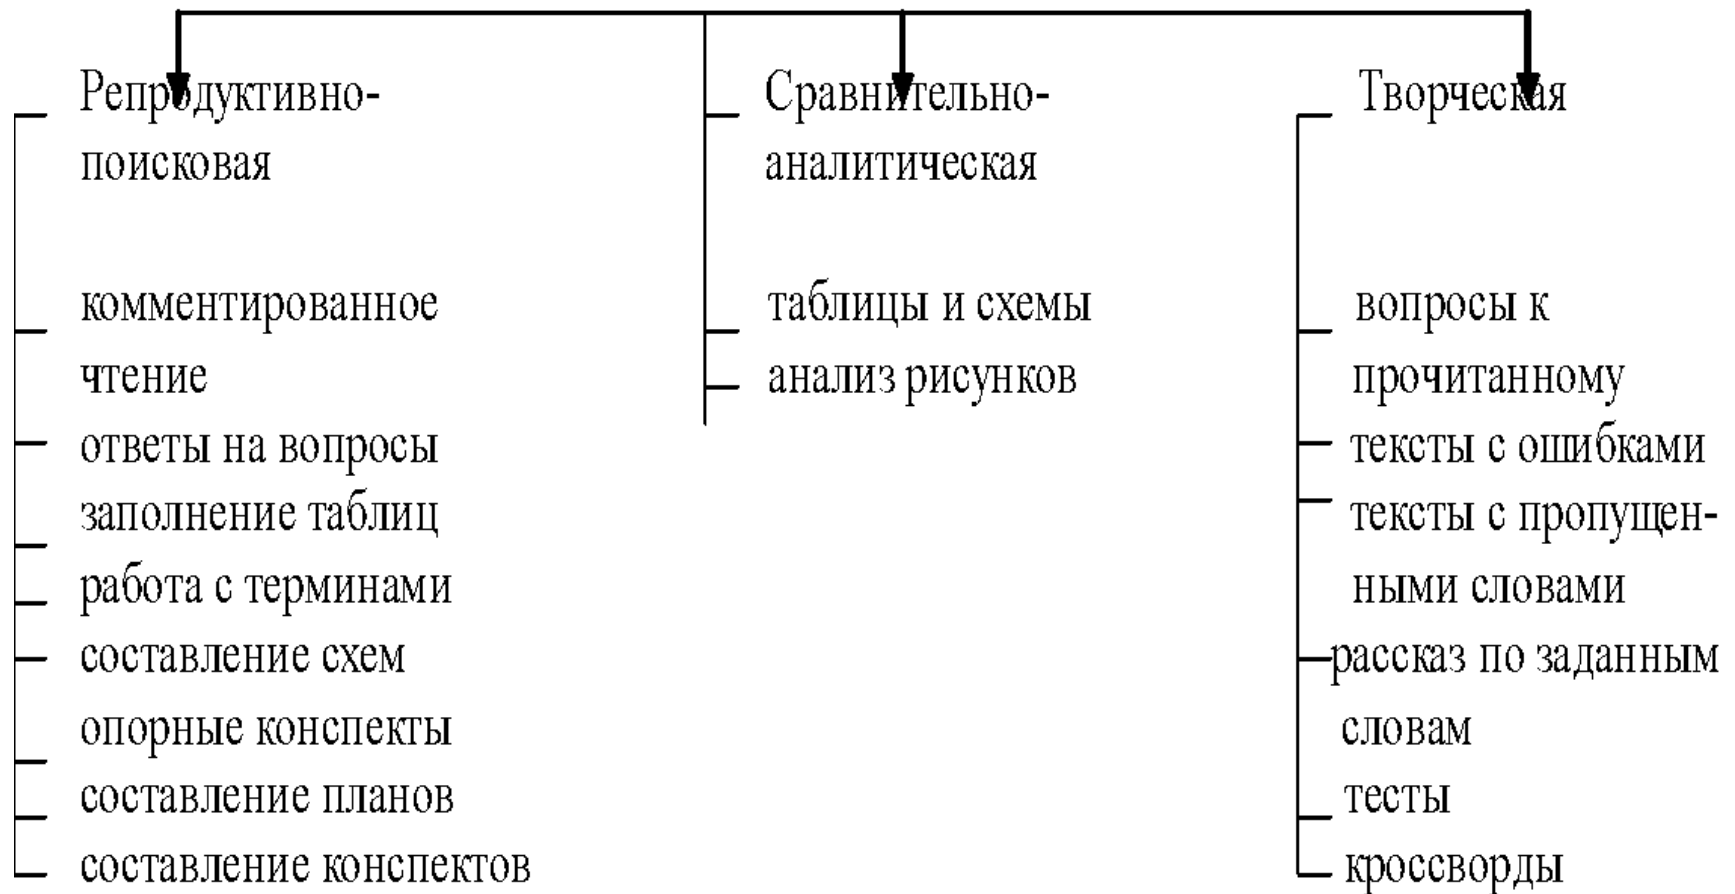 Репродуктивно-
поисковая
комментированное
чтение
ответы на вопросы
заполнение таблиц
работа с терминами
составление схем
опорные конспекты
составление планов
составление конспектов
Сравнительно-
аналитическая
таблицы и схемы
анализ рисунков
Творческая
вопросы к
прочитанному
тексты с ошибками
тексты с пропущен-
ными словами
рассказ по заданным
словам
тесты
кроссворды